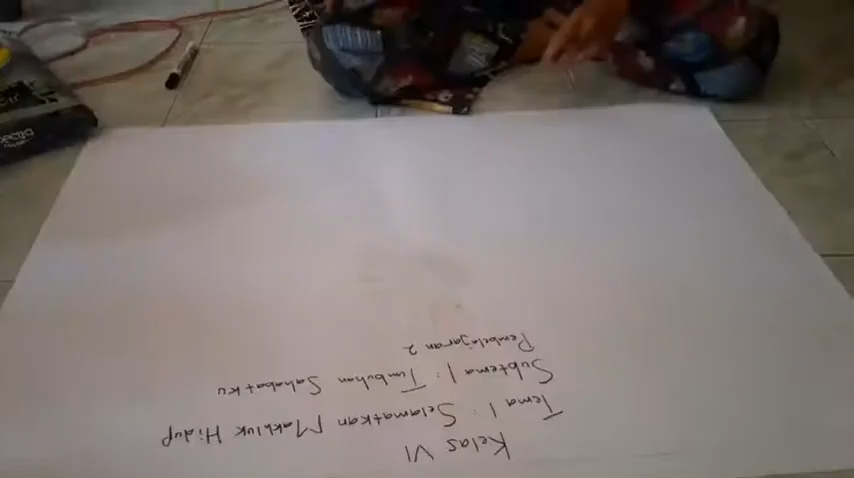 Kelas VI
Tema 1 : Selamatkan Makhluk Hidup
Subtema 1 : Tumbuhan Sahabatku
Pembelajaran 2